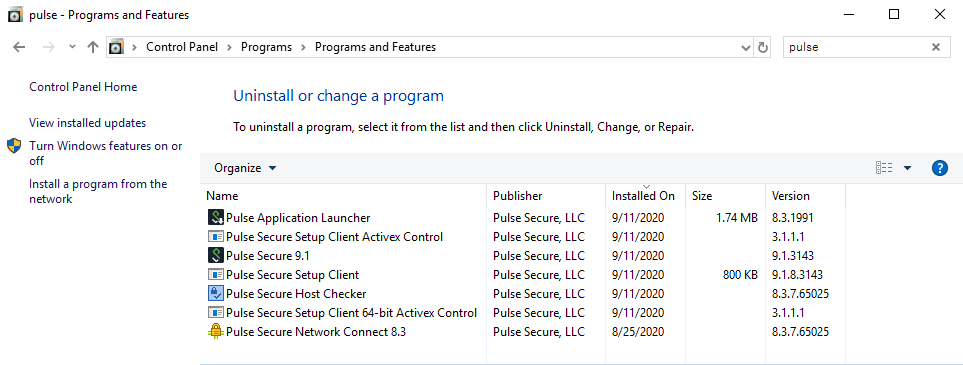 pulse - Programs and Features
Control Panel > Programs > Programs and Features
pulse
Control Panel Home
View installed updates
Turn Windows features on or
off
Install a program from the
network
Uninstall or change a program
To uninstall a program, select it from the list and then click Uninstall, Change, or Repair.
Organize
Name Publisher Installed On Size Version
Pulse Application Launcher Pulse Secure, LLC 9/11/2020 1.74 MB 8.3.1991
Pulse Secure Setup Client Activex Control Pulse Secure, LLC 9/11/2020 3.1.1.1
Pulse Secure 9.1 Pulse Secure, LLC 9/11/2020 9.1.3143
Pulse Secure Setup Client Pulse Secure, LLC 9/11/2020 800 KB 9.1.8.3143
Pulse Secure Host Checker Pulse Secure, LLC 9/11/2020 8.3.7.65025
Pulse Secure Setup Client 64-bit Activex Control Pulse Secure, LLC 9/11/2020 3.1.1.1
Pulse Secure Network Connect 8.3 Pulse Secure, LLC 8/25/2020 8.3.7.65025